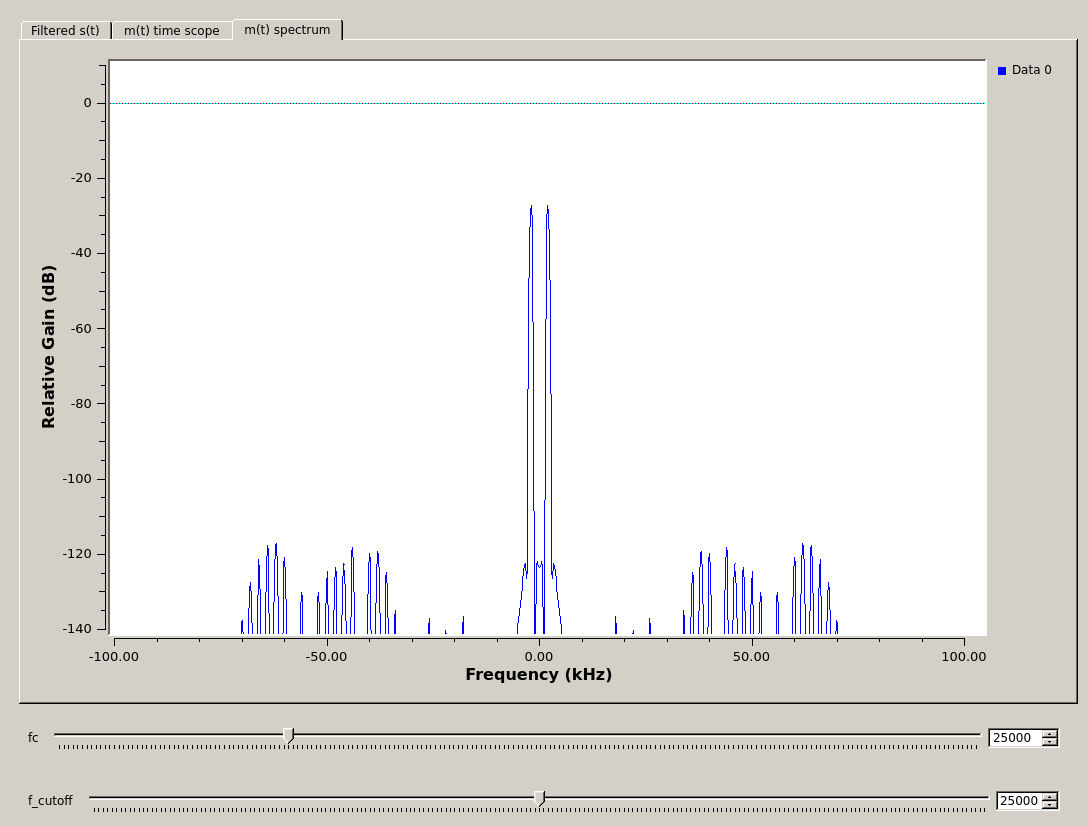 Filtered s(t) m(t) time scope m(t) spectrum
Data 0
0
-20
-40
-60
-80
-100
-120
-140
Relative Gain (dB)
-100.00 -50.00 0.00 50.00 100.00
Frequency (kHz)
fc 25000
f_cutoff 25000